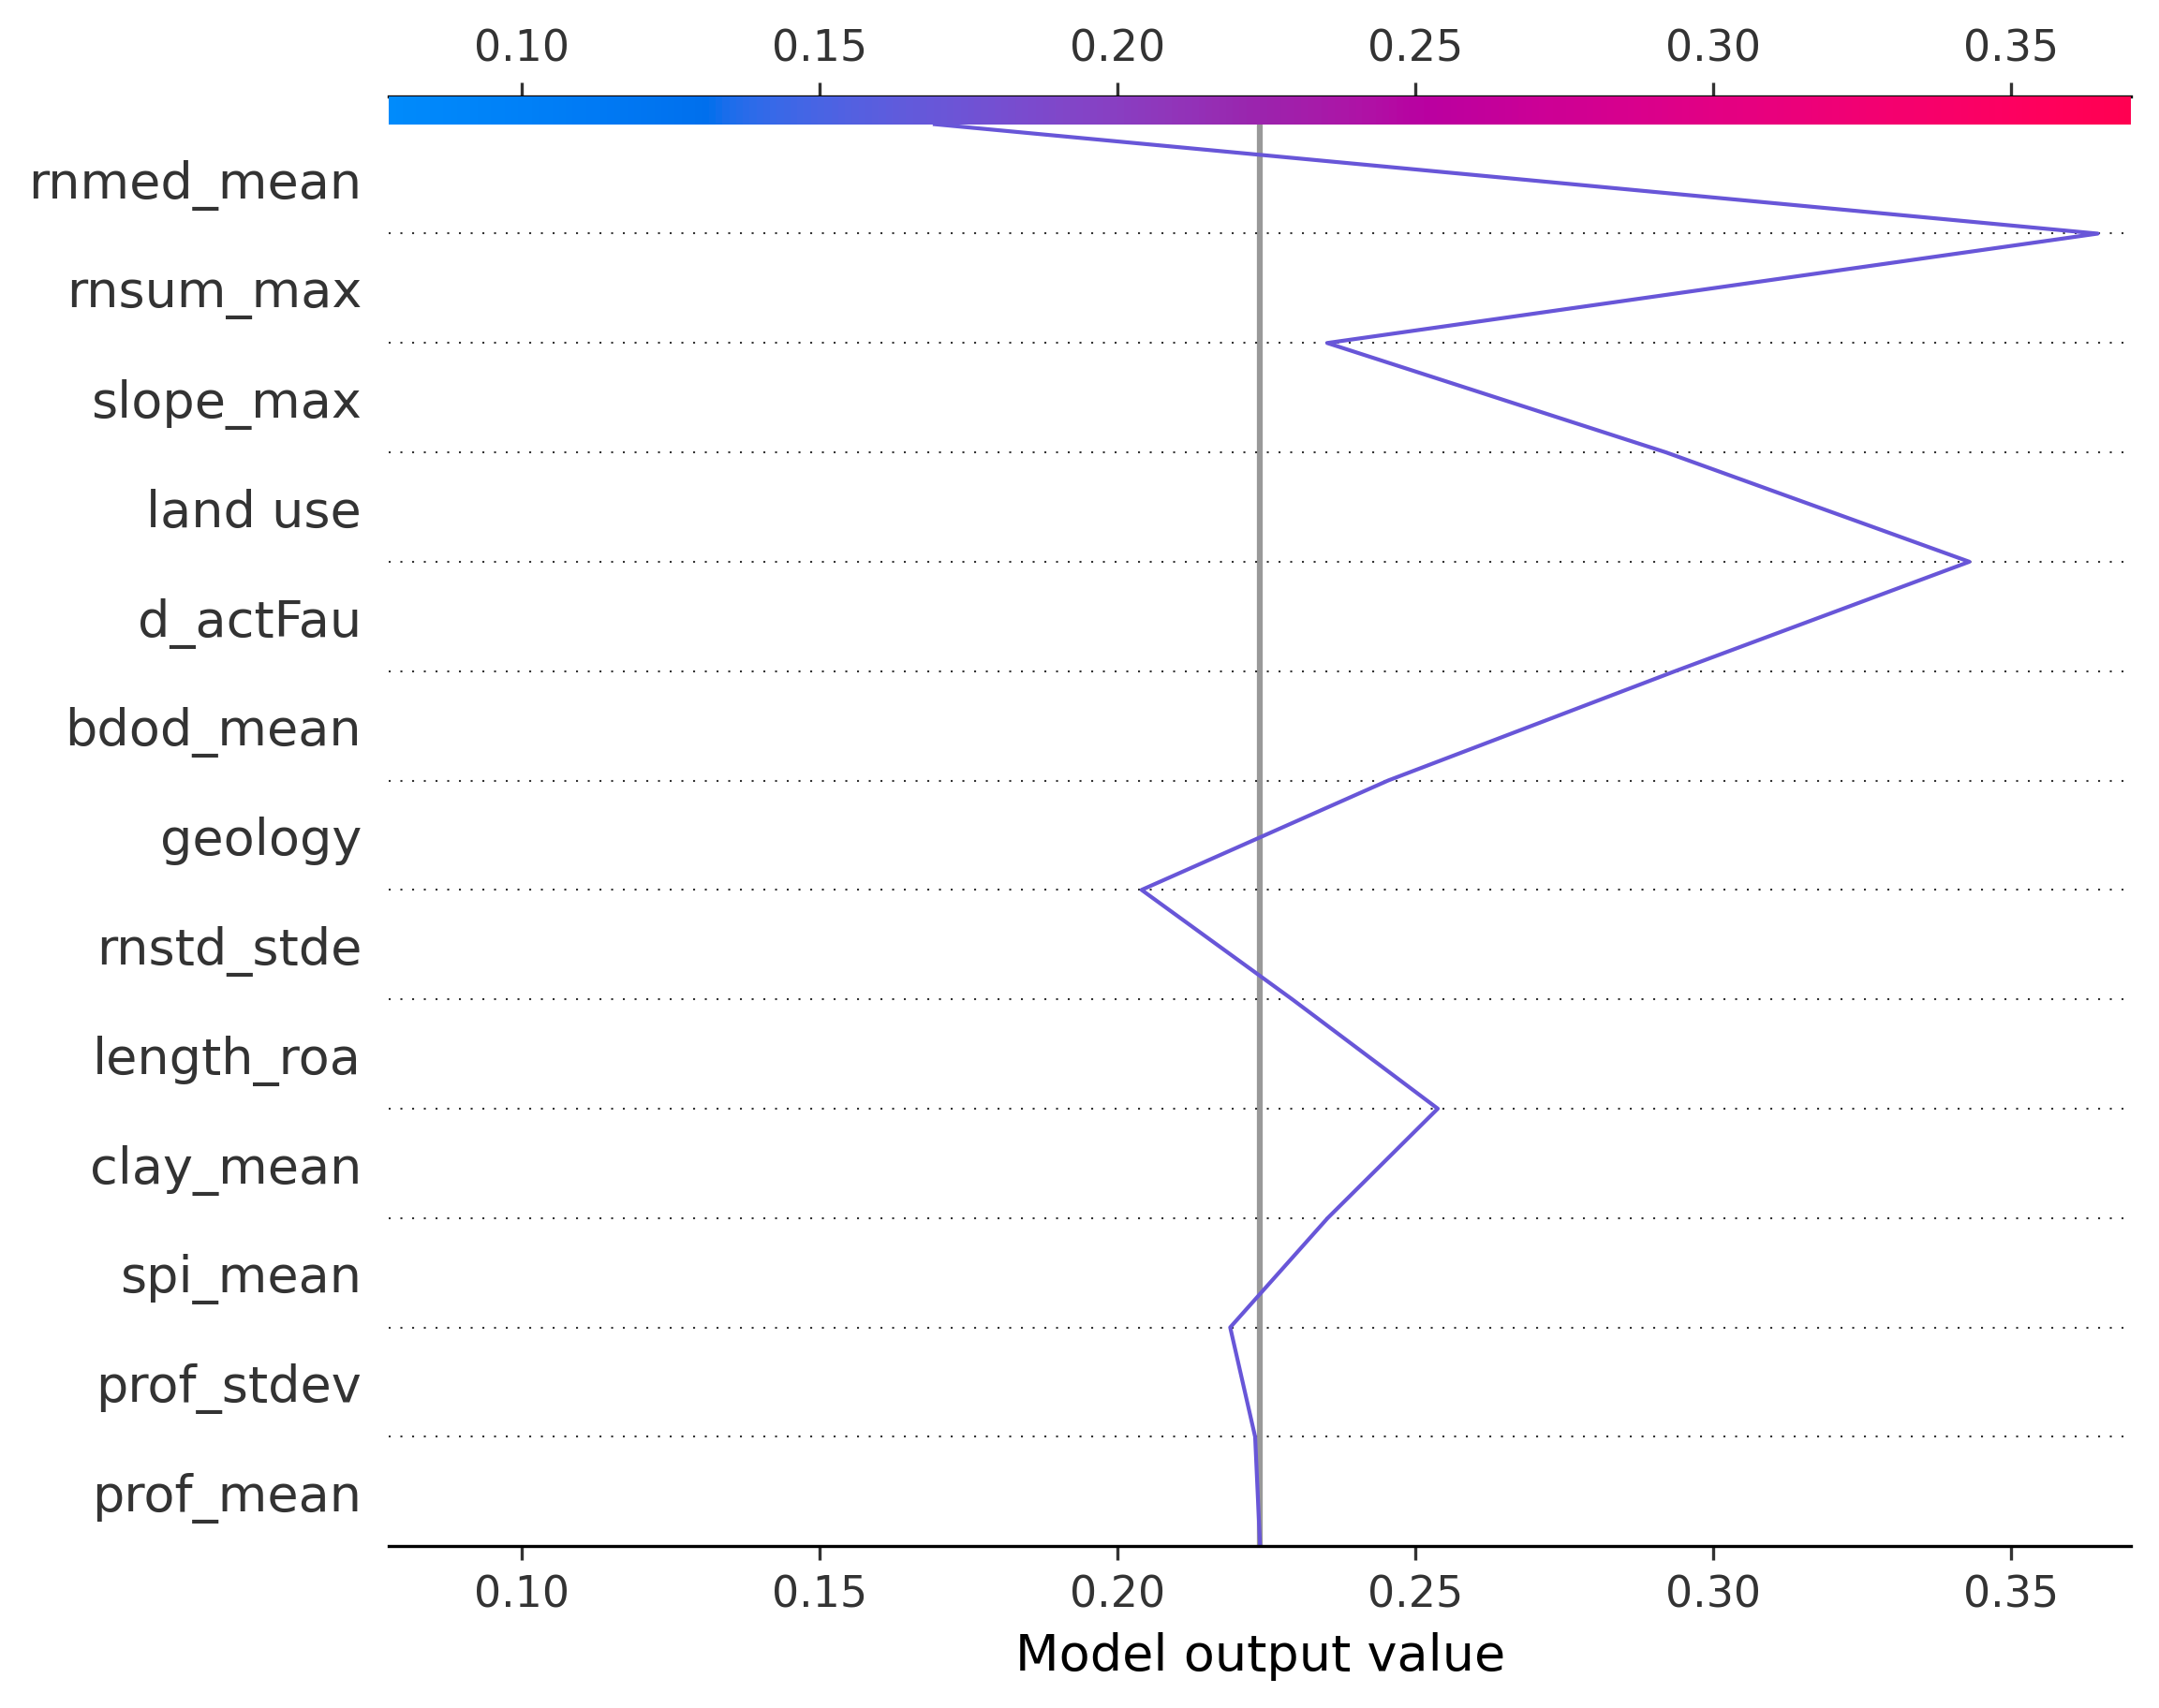 0.10 0.15 0.20 0.25 0.30 0.35
rnmed_mean
rnsum_max
slope_max
land use
d_actFau
bdod_mean
geology
rnstd_stde
length_roa
clay_mean
spi_mean
prof_stdev
prof_mean
0.10 0.15 0.20 0.25 0.30 0.35
Model output value